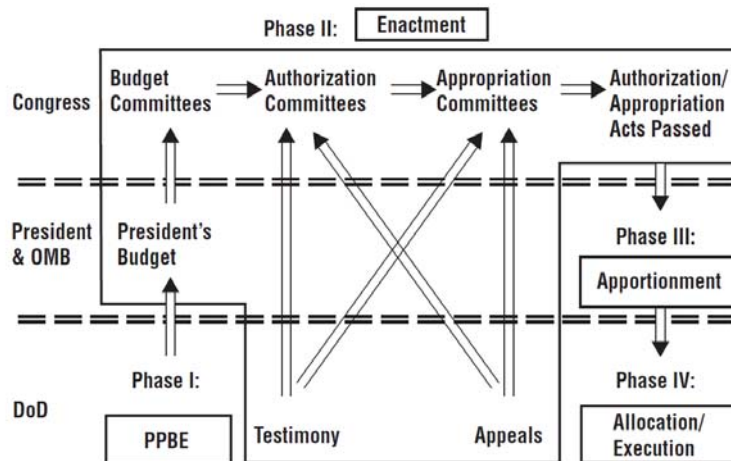 Phase II:
Enactment
Congress
Budget
Committees
Authorization
Committees
Appropriation
Committees
Authorization/
Appropriation
Acts Passed
President
& OMB
President's
Budget
Phase III:
Apportionment
DoD
Phase I:
PPBE
Testimony
Appeals
Phase IV:
Allocation/
Execution